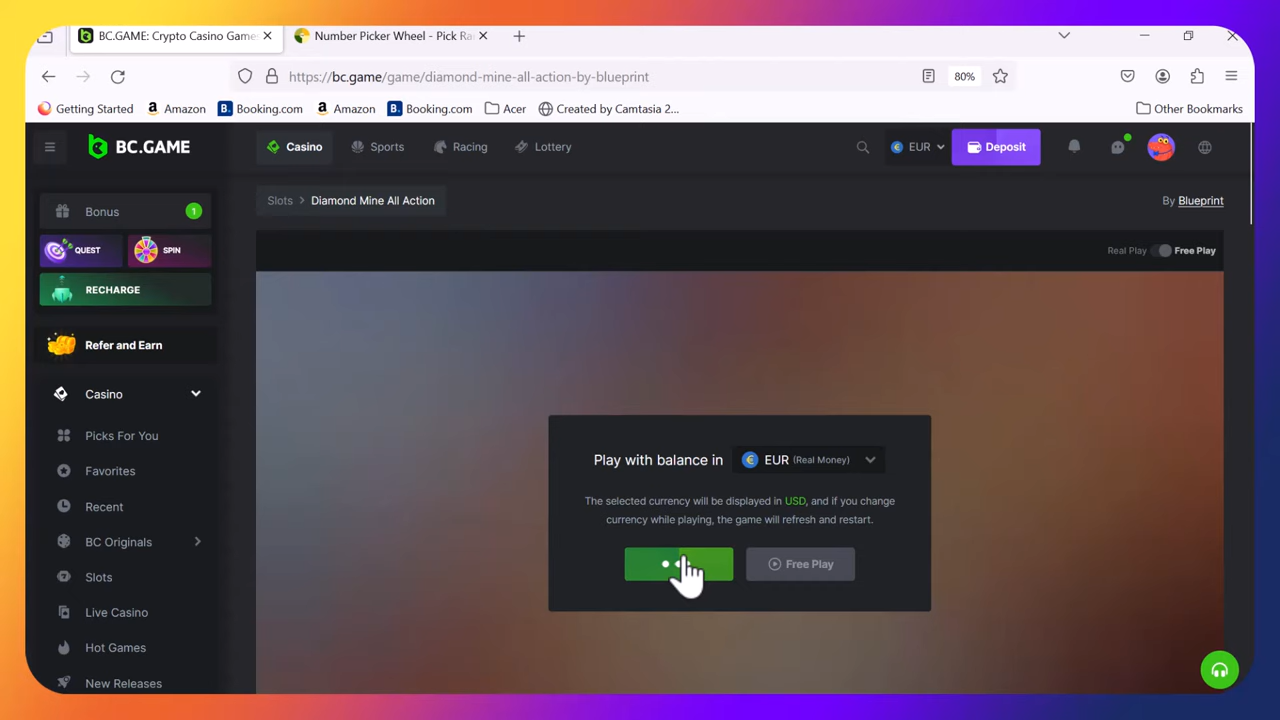 BC.GAME: Crypto Casino Game
Number Picker Wheel - Pick Ra
https://bc.game/game/diamond-mine-all-action-by-blueprint
80%
Getting Started
Amazon
B. Booking.com
Amazon
B. Booking.com
Acer
Created by Camtasia 2...
Other Bookmarks
BC.GAME
Casino
Sports
Racing
Lottery
EUR
Deposit
Bonus
1
QUEST
SPIN
RECHARGE
Refer and Earn
Casino
Picks For You
Favorites
Recent
BC Originals
Slots
Live Casino
Hot Games
New Releases
Slots > Diamond Mine All Action
By Blueprint
Real Play
Free Play
Play with balance in
EUR (Real Money)
The selected currency will be displayed in USD, and if you change
currency while playing, the game will refresh and restart.
Free Play